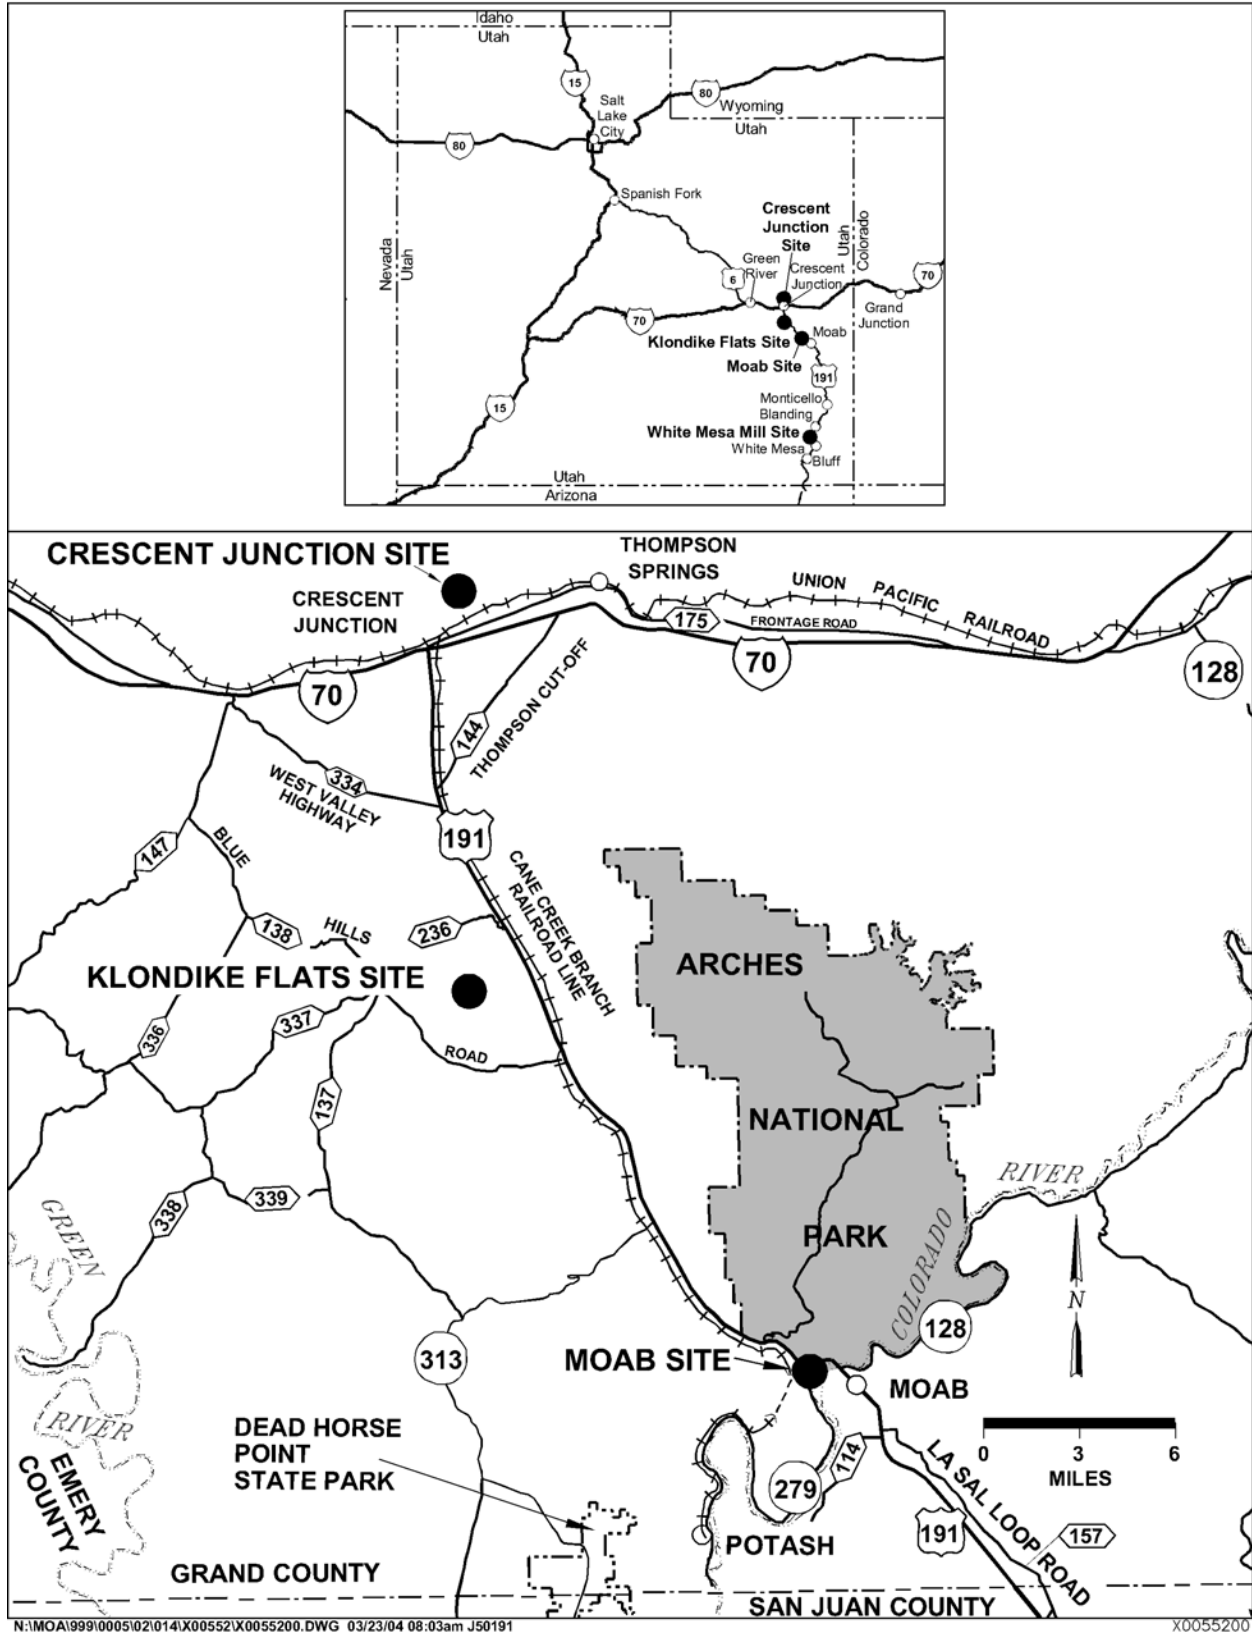 Idaho
Utah
15
80
Salt
Lake
City
Wyoming
Utah
80
Spanish Fork
Crescent
Junction
Site
Nevada
Utah
Utah
Colorado
Green
River
Crescent
Junction
6
70
Grand
Junction
70
Klondike Flats Site
Moab
Moab Site
191
15
Monticello
Blanding
White Mesa Mill Site
White Mesa
Bluff
Utah
Arizona
CRESCENT JUNCTION SITE
THOMPSON
SPRINGS
CRESCENT
JUNCTION
UNION PACIFIC RAILROAD
175
FRONTAGE ROAD
70
70
128
144
THOMPSON CUT-OFF
334
WEST VALLEY
HIGHWAY
191
147
BLUE
HILLS
ROAD
138
236
CANE CREEK BRANCH
RAILROAD LINE
KLONDIKE FLATS SITE
ARCHES
NATIONAL
PARK
336
337
137
339
338
GREEN
RIVER
RIVER
COLORADO
128
N
313
MOAB SITE
MOAB
0 3 6
MILES
DEAD HORSE
POINT
STATE PARK
EMERY
COUNTY
279
114
191
LA SAL LOOP ROAD
157
POTASH
GRAND COUNTY
SAN JUAN COUNTY
N:\MOA\999\0005\02\014\X00552\X0055200.DWG 03/23/04 08:03am J50191
X0055200